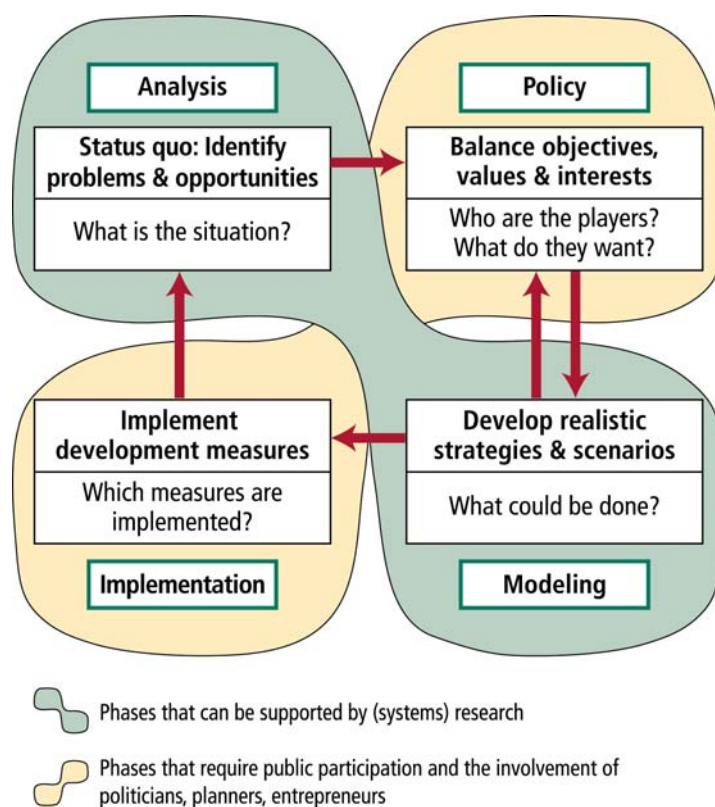 Analysis
Status quo: Identify
problems & opportunities
What is the situation?
Policy
Balance objectives,
values & interests
Who are the players?
What do they want?
Implement
development measures
Which measures are
implemented?
Implementation
Develop realistic
strategies & scenarios
What could be done?
Modeling
Phases that can be supported by (systems) research
Phases that require public participation and the involvement of
politicians, planners, entrepreneurs